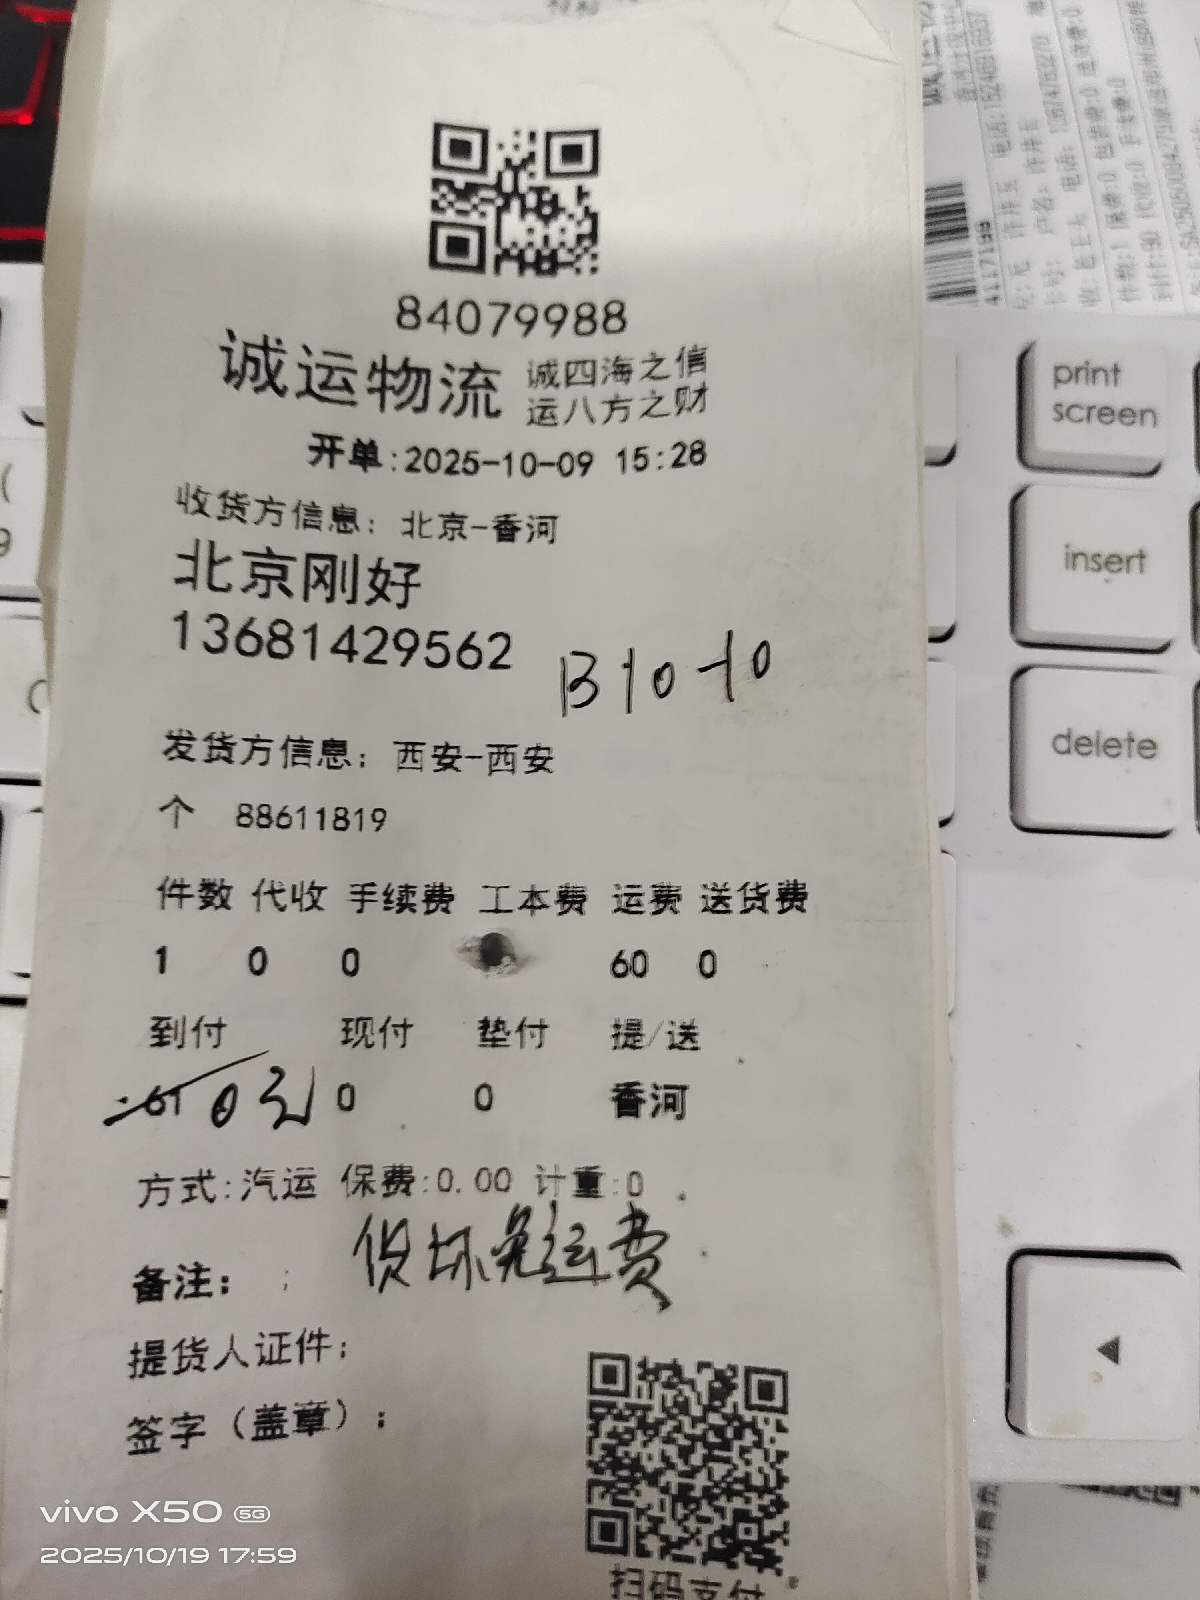 84079988
诚运物流 诚四海之信
运八方之财
开单:2025-10-09 15:28
收货方信息: 北京-香河
北京刚好
13681429562
B10-10
发货方信息: 西安-西安
个 88611819
件数 代收 手续费 工本费 运费 送货费
1 0 0 60 0
到付 现付 垫付 提/送
61 0元 0 0 香河
方式:汽运 保费:0.00 计重:0
备注: ; 货坏免运费
提货人证件:
签字（盖章）:
扫码支付
print
screen
insert
delete
vivo X50 5G
2025/10/19 17:59